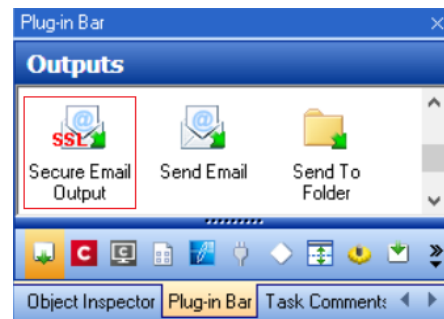 Plug-in Bar
Outputs
SSL
Secure Email
Output
Send Email
Send To
Folder
Object Inspector
Plug-in Bar
Task Comments